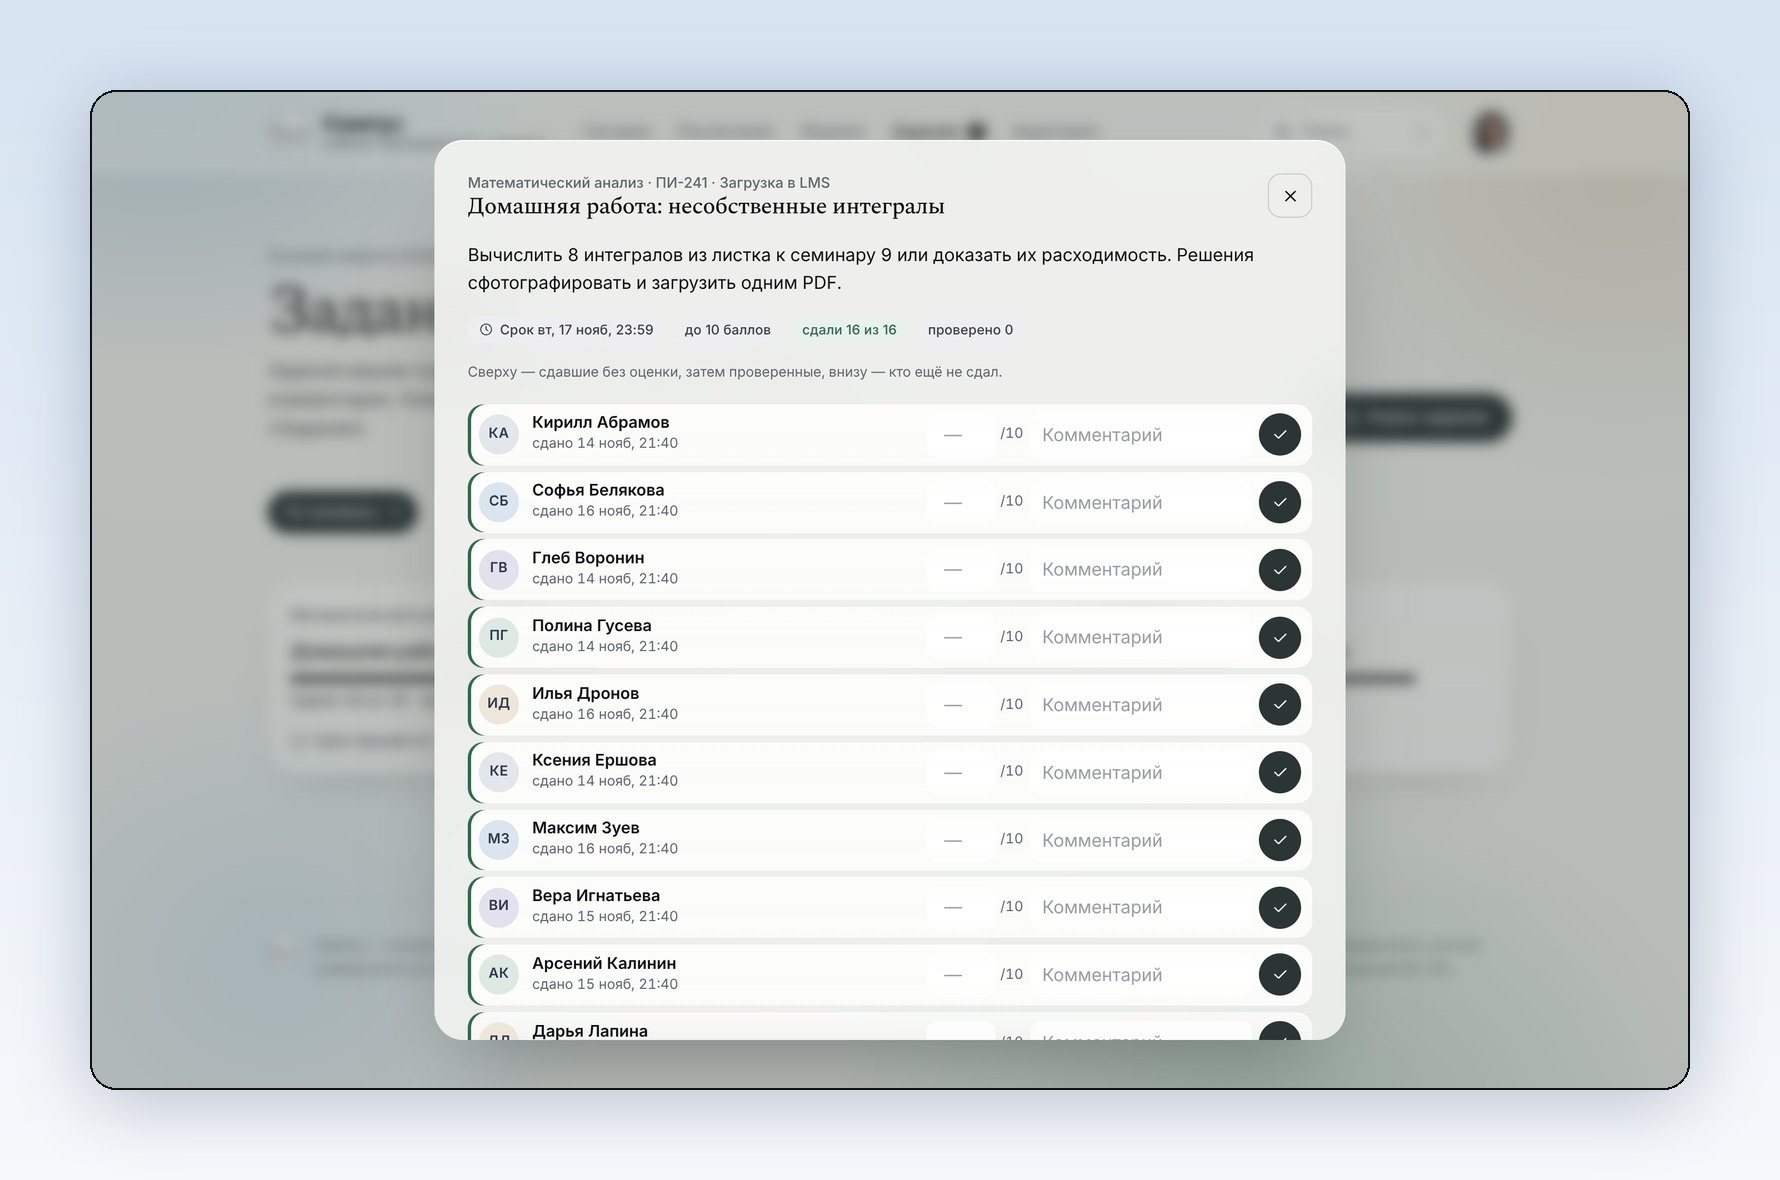 Математический анализ · ПИ-241 · Загрузка в LMS
Домашняя работа: несобственные интегралы
Вычислить 8 интегралов из листка к семинару 9 или доказать их расходимость. Решения
сфотографировать и загрузить одним PDF.
Срок вт, 17 нояб, 23:59 до 10 баллов сдали 16 из 16 проверено 0
Сверху — сдавшие без оценки, затем проверенные, внизу — кто ещё не сдал.
КА Кирилл Абрамов — /10 Комментарий
сдано 14 нояб, 21:40
СБ Софья Белякова — /10 Комментарий
сдано 16 нояб, 21:40
ГВ Глеб Воронин — /10 Комментарий
сдано 14 нояб, 21:40
ПГ Полина Гусева — /10 Комментарий
сдано 14 нояб, 21:40
ИД Илья Дронов — /10 Комментарий
сдано 16 нояб, 21:40
КЕ Ксения Ершова — /10 Комментарий
сдано 14 нояб, 21:40
МЗ Максим Зуев — /10 Комментарий
сдано 16 нояб, 21:40
ВИ Вера Игнатьева — /10 Комментарий
сдано 15 нояб, 21:40
АК Арсений Калинин — /10 Комментарий
сдано 15 нояб, 21:40
Дарья Лапина
Задан